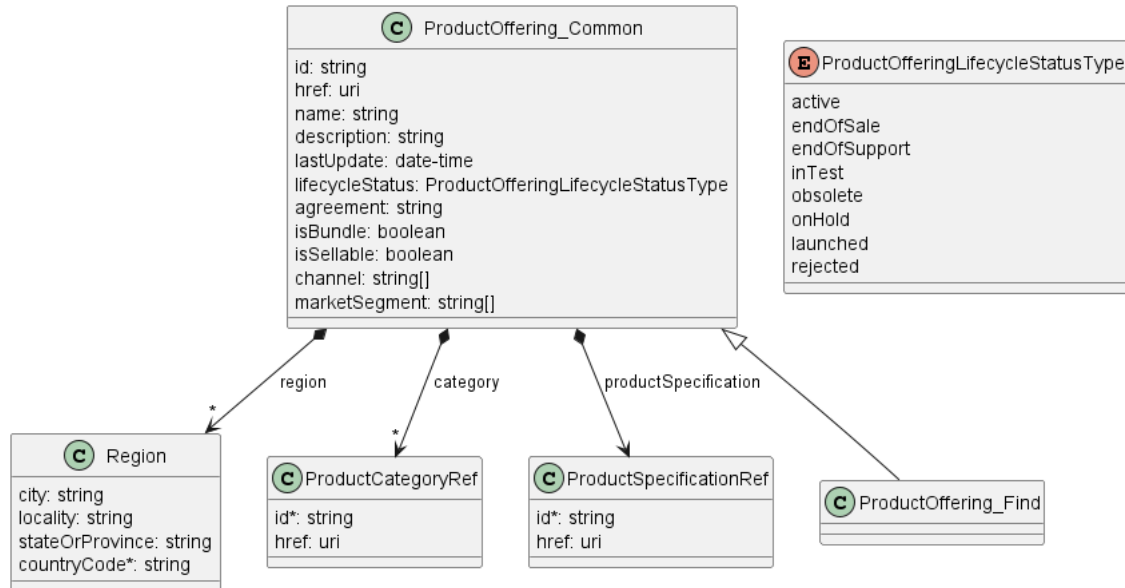 C ProductOffering_Common
id: string
href: uri
name: string
description: string
lastUpdate: date-time
lifecycleStatus: ProductOfferingLifecycleStatusType
agreement: string
isBundle: boolean
isSellable: boolean
channel: string[]
marketSegment: string[]
E ProductOfferingLifecycleStatusType
active
endOfSale
endOfSupport
inTest
obsolete
onHold
launched
rejected
region
category
productSpecification
*
*
C Region
city: string
locality: string
stateOrProvince: string
countryCode*: string
C ProductCategoryRef
id*: string
href: uri
C ProductSpecificationRef
id*: string
href: uri
C ProductOffering_Find